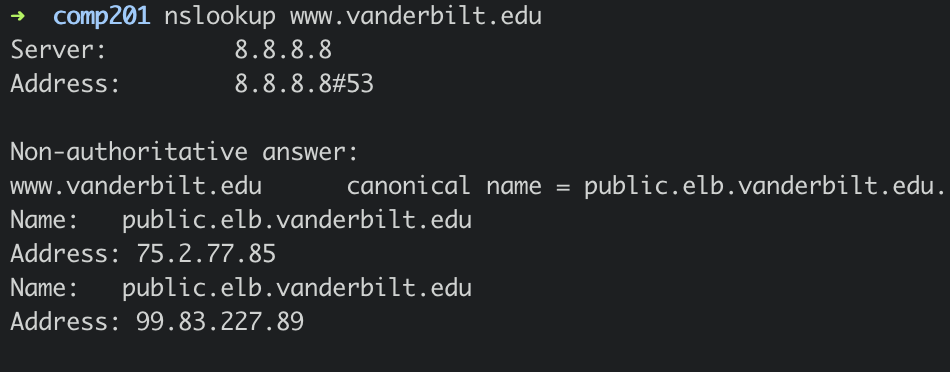 ➜  comp201 nslookup www.vanderbilt.edu
Server:         8.8.8.8
Address:        8.8.8.8#53

Non-authoritative answer:
www.vanderbilt.edu      canonical name = public.elb.vanderbilt.edu.
Name:   public.elb.vanderbilt.edu
Address: 75.2.77.85
Name:   public.elb.vanderbilt.edu
Address: 99.83.227.89